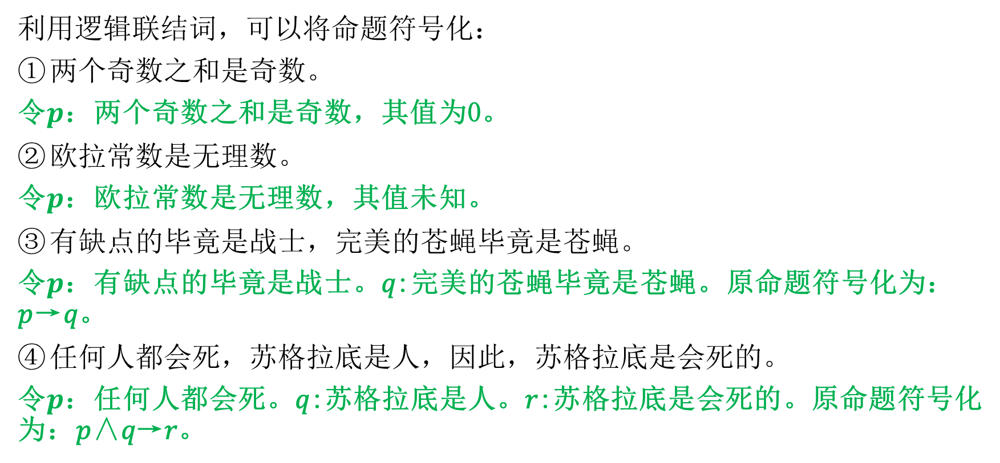 利用逻辑联结词，可以将命题符号化：
①两个奇数之和是奇数。
令p：两个奇数之和是奇数，其值为0。
②欧拉常数是无理数。
令p：欧拉常数是无理数，其值未知。
③有缺点的毕竟是战士，完美的苍蝇毕竟是苍蝇。
令p：有缺点的毕竟是战士。q:完美的苍蝇毕竟是苍蝇。原命题符号化为：
p→q。
④任何人都会死，苏格拉底是人，因此，苏格拉底是会死的。
令p：任何人都会死。q:苏格拉底是人。r:苏格拉底是会死的。原命题符号化
为：p∧q→r。